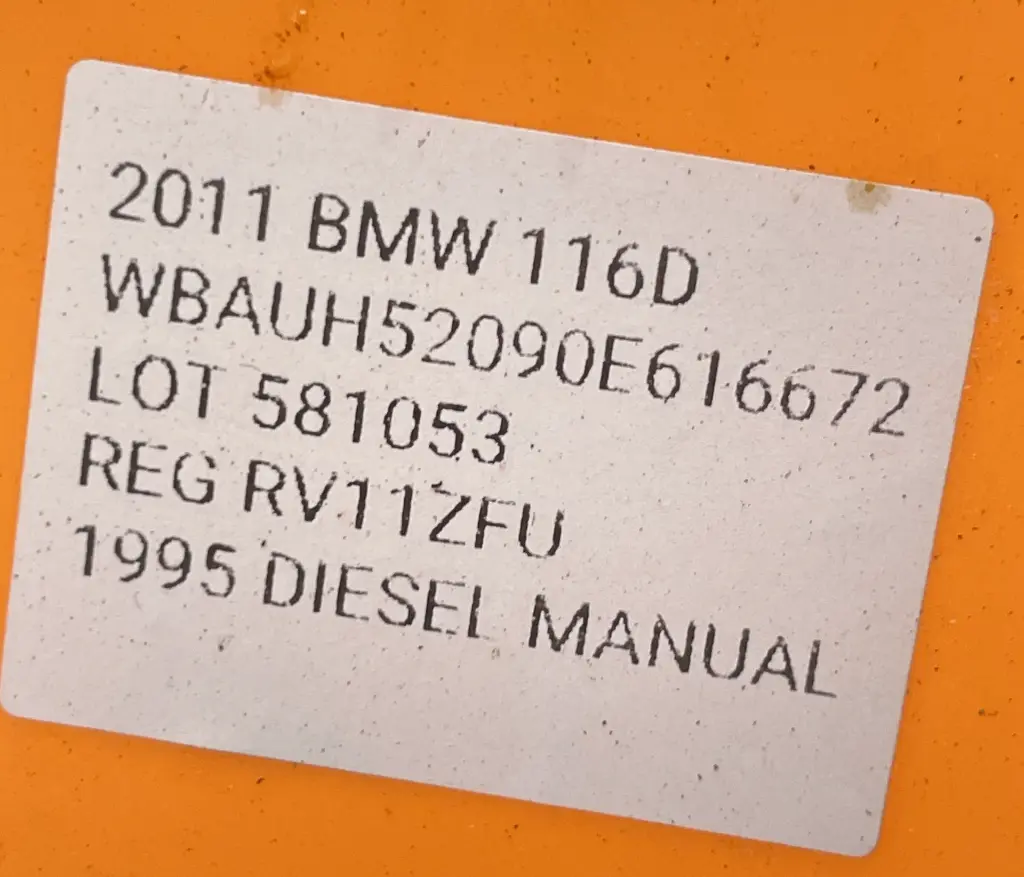 2011 BMW 116D
WBAUH52090E616672
LOT 581053
REG RV11ZFU
1995 DIESEL MANUAL